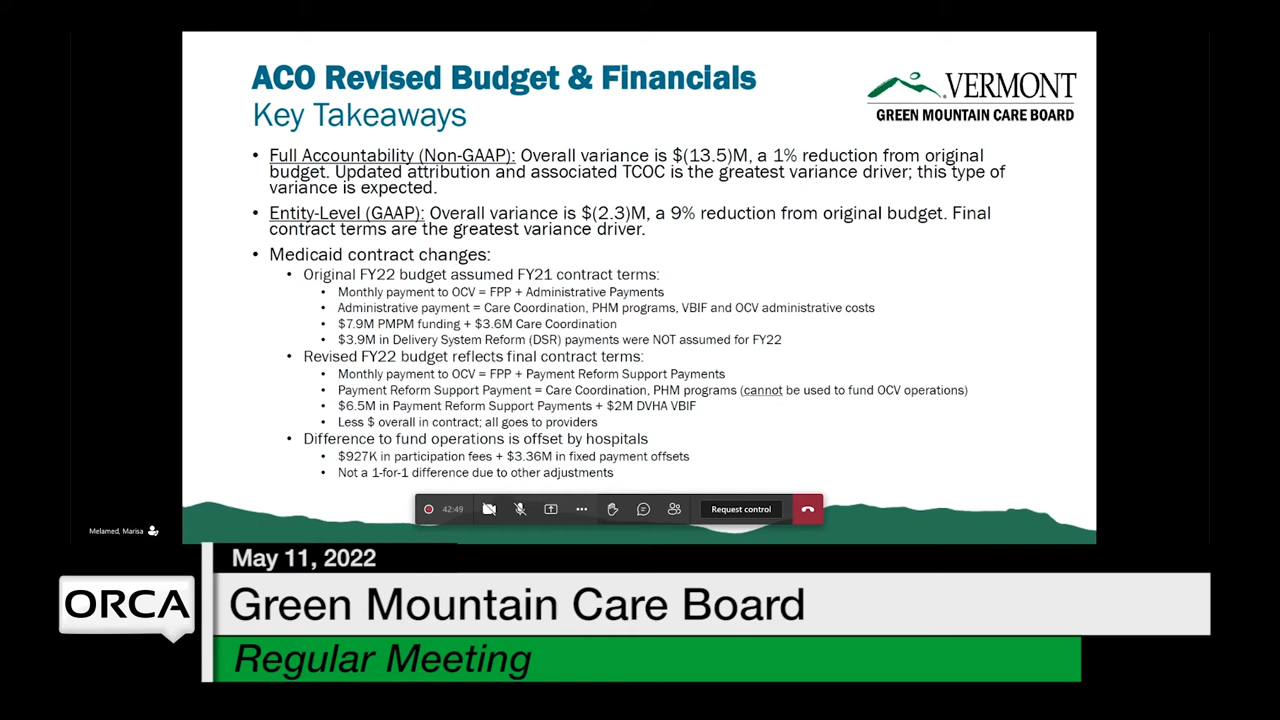 ACO Revised Budget & Financials
Key Takeaways
VERMONT
GREEN MOUNTAIN CARE BOARD
• Full Accountability (Non-GAAP): Overall variance is $(13.5)M, a 1% reduction from original
budget. Updated attribution and associated TCOC is the greatest variance driver; this type of
variance is expected.
• Entity-Level (GAAP): Overall variance is $(2.3)M, a 9% reduction from original budget. Final
contract terms are the greatest variance driver.
• Medicaid contract changes:
• Original FY22 budget assumed FY21 contract terms:
• Monthly payment to OCV = FPP + Administrative Payments
• Administrative payment = Care Coordination, PHM programs, VBIF and OCV administrative costs
• $7.9M PMPM funding + $3.6M Care Coordination
• $3.9M in Delivery System Reform (DSR) payments were NOT assumed for FY22
• Revised FY22 budget reflects final contract terms:
• Monthly payment to OCV = FPP + Payment Reform Support Payments
• Payment Reform Support Payment = Care Coordination, PHM programs (cannot be used to fund OCV operations)
• $6.5M in Payment Reform Support Payments + $2M DVHA VBIF
• Less $ overall in contract; all goes to providers
• Difference to fund operations is offset by hospitals
• $927K in participation fees + $3.36M in fixed payment offsets
• Not a 1-for-1 difference due to other adjustments
42:49
Request control
Melamed, Marisa
May 11, 2022
ORCA
Green Mountain Care Board
Regular Meeting